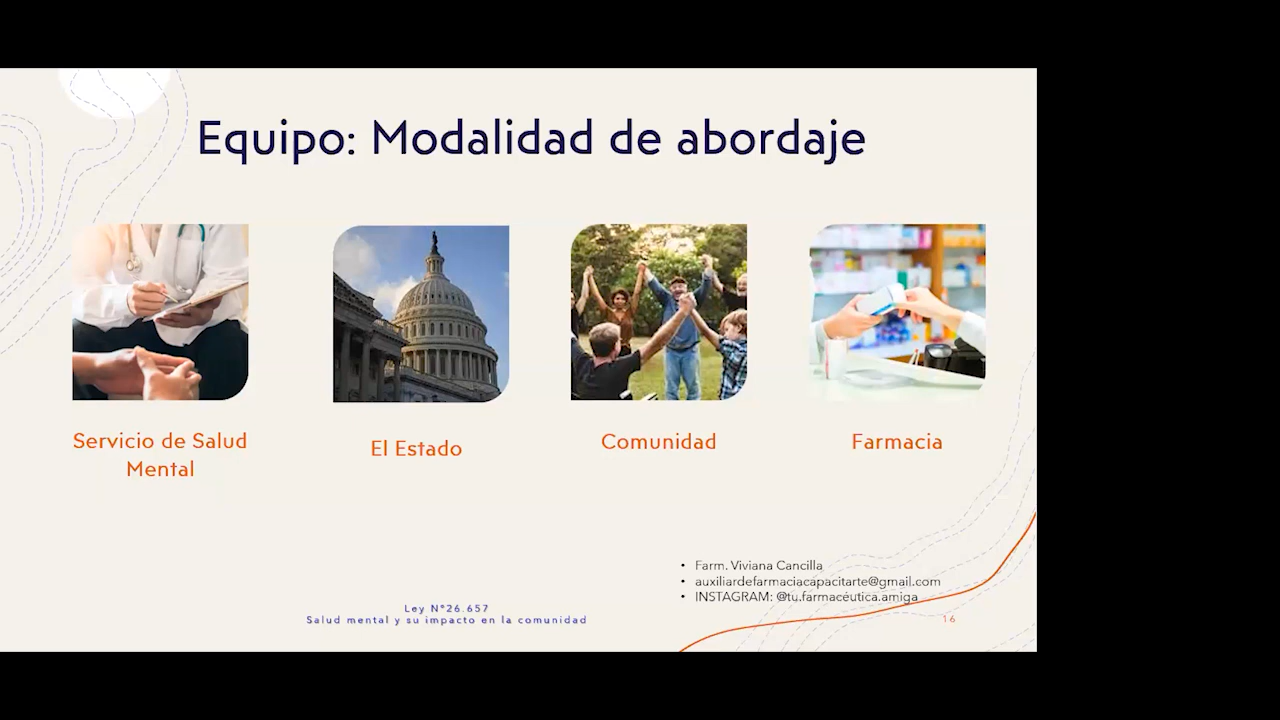 Equipo: Modalidad de abordaje
Servicio de Salud
Mental
El Estado
Comunidad
Farmacia
• Farm. Viviana Cancilla
• auxiliardefarmaciacapacitarte@gmail.com
• INSTAGRAM: @tu.farmacéutica.amiga
Ley N°26.657
Salud mental y su impacto en la comunidad
16